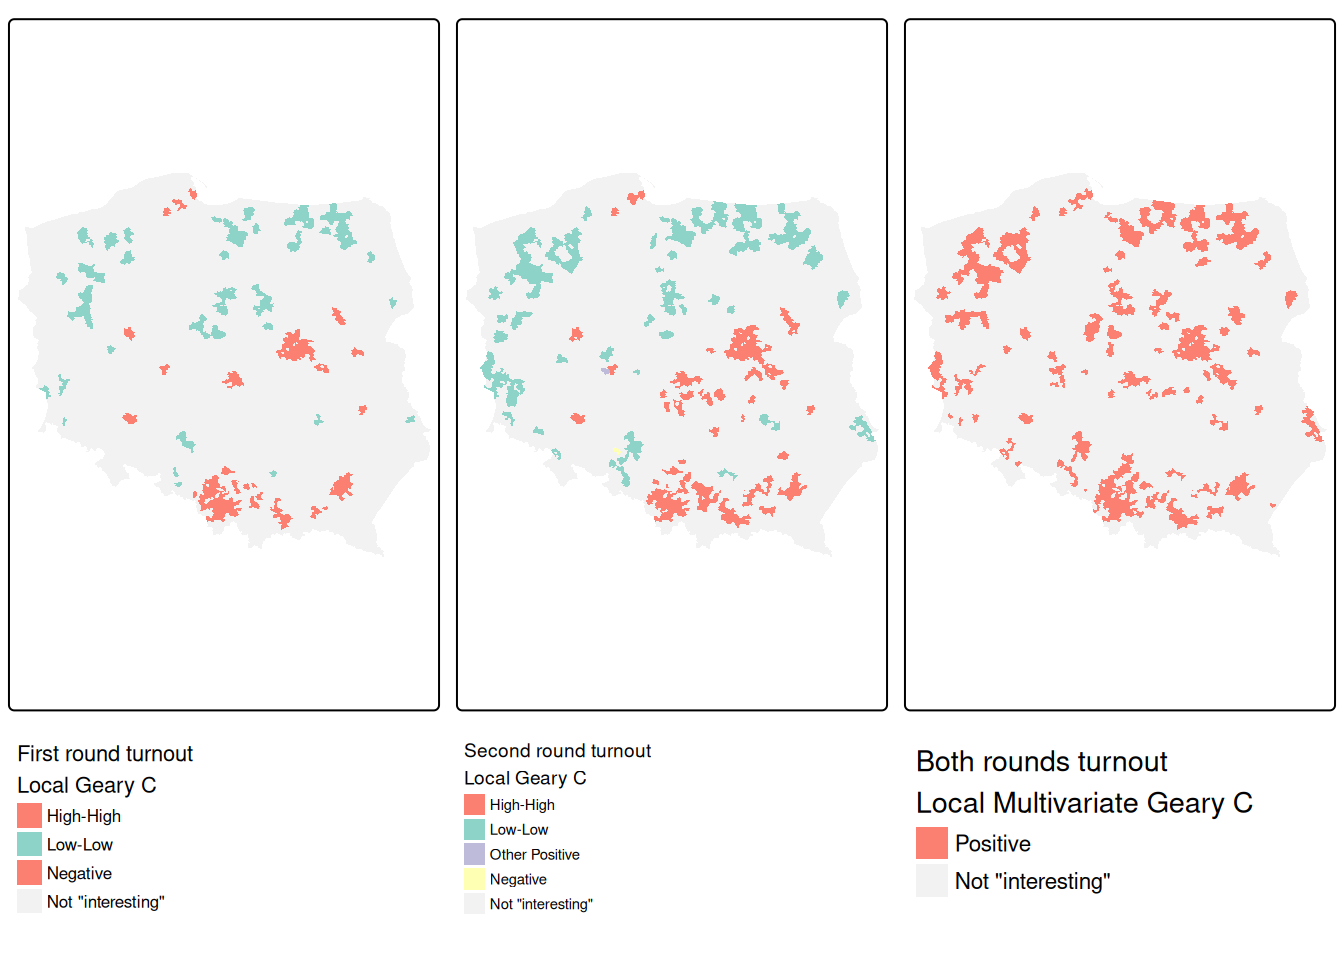 First round turnout
Local Geary C
High-High
Low-Low
Negative
Not "interesting"
Second round turnout
Local Geary C
High-High
Low-Low
Other Positive
Negative
Not "interesting"
Both rounds turnout
Local Multivariate Geary C
Positive
Not "interesting"